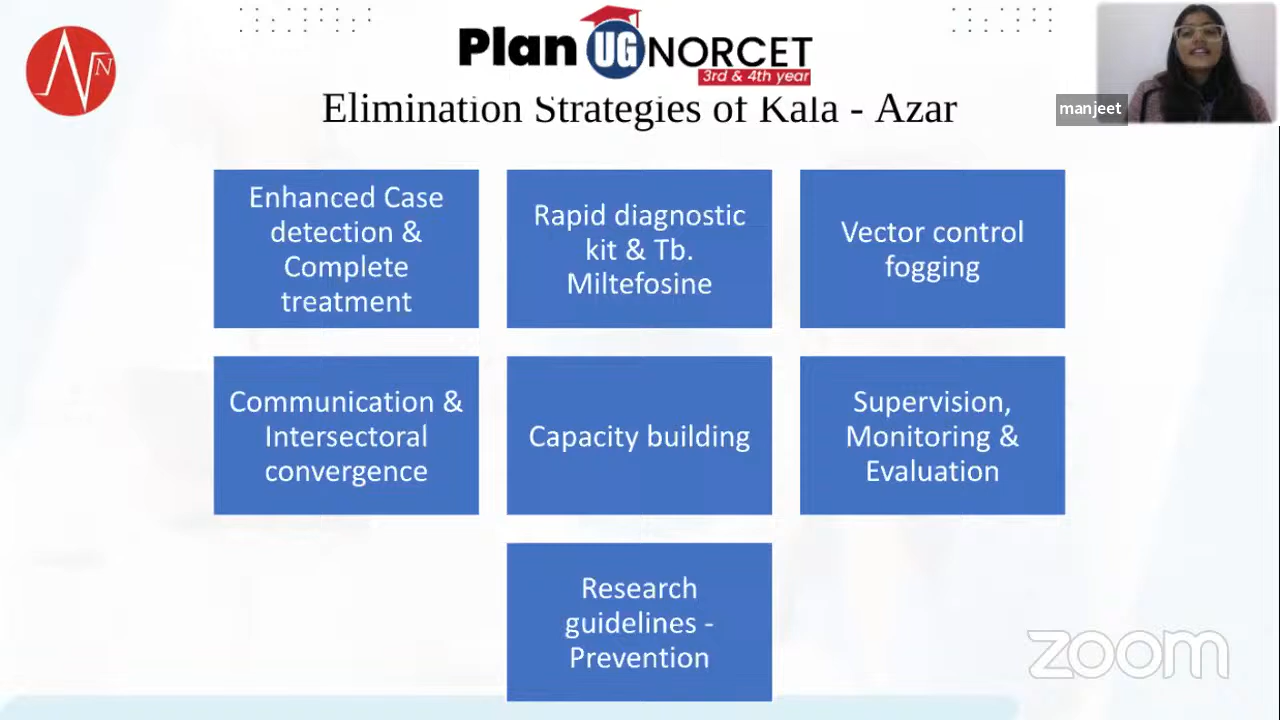 Plan UG NORCET
3rd & 4th year
N
manjeet
Elimination Strategies of Kala - Azar
Enhanced Case
detection &
Complete
treatment
Rapid diagnostic
kit & Tb.
Miltefosine
Vector control
fogging
Communication &
Intersectoral
convergence
Capacity building
Supervision,
Monitoring &
Evaluation
Research
guidelines -
Prevention
zoom